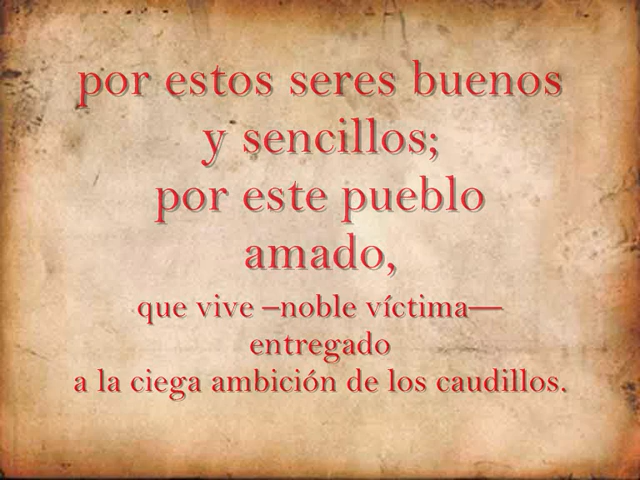 por estos seres buenos
y sencillos;
por este pueblo
amado,
que vive –noble víctima—
entregado
a la ciega ambición de los caudillos.